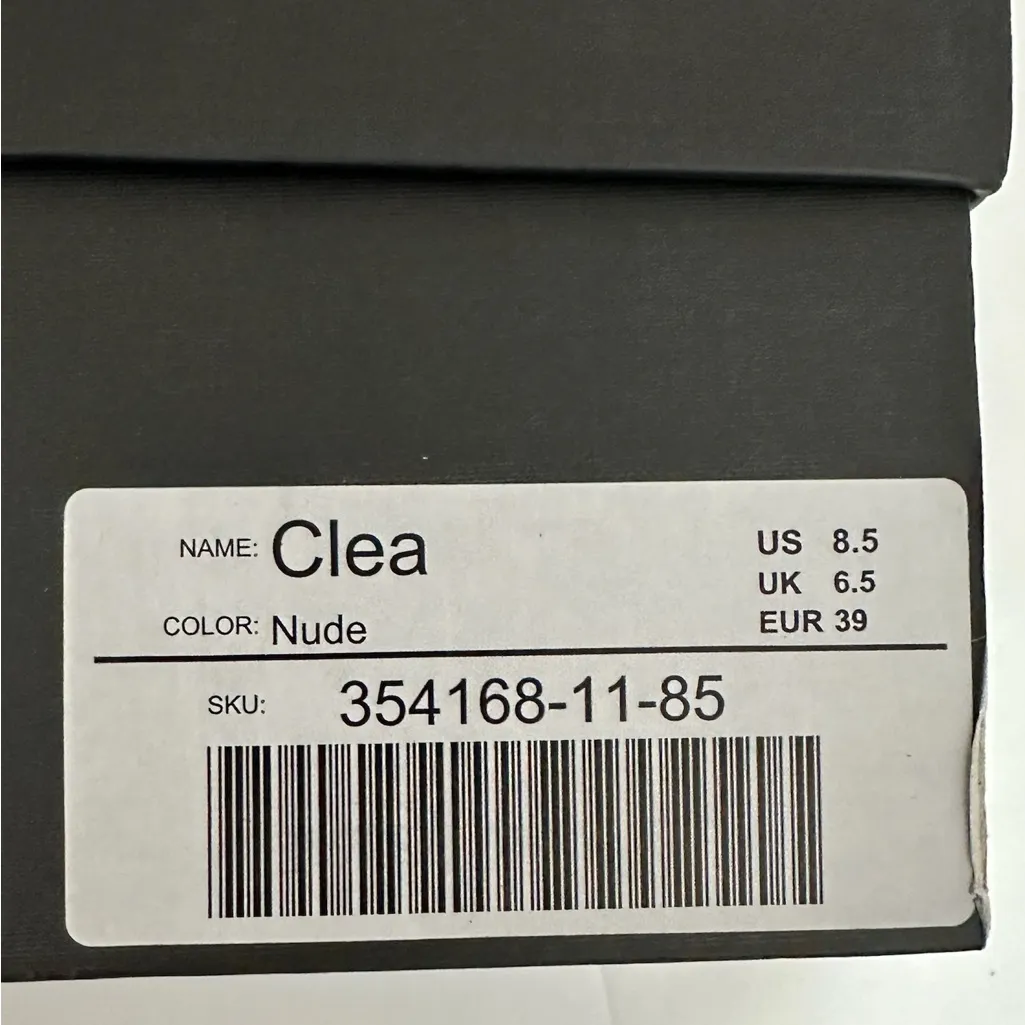 NAME: Clea
COLOR: Nude
US 8.5
UK 6.5
EUR 39
SKU: 354168-11-85